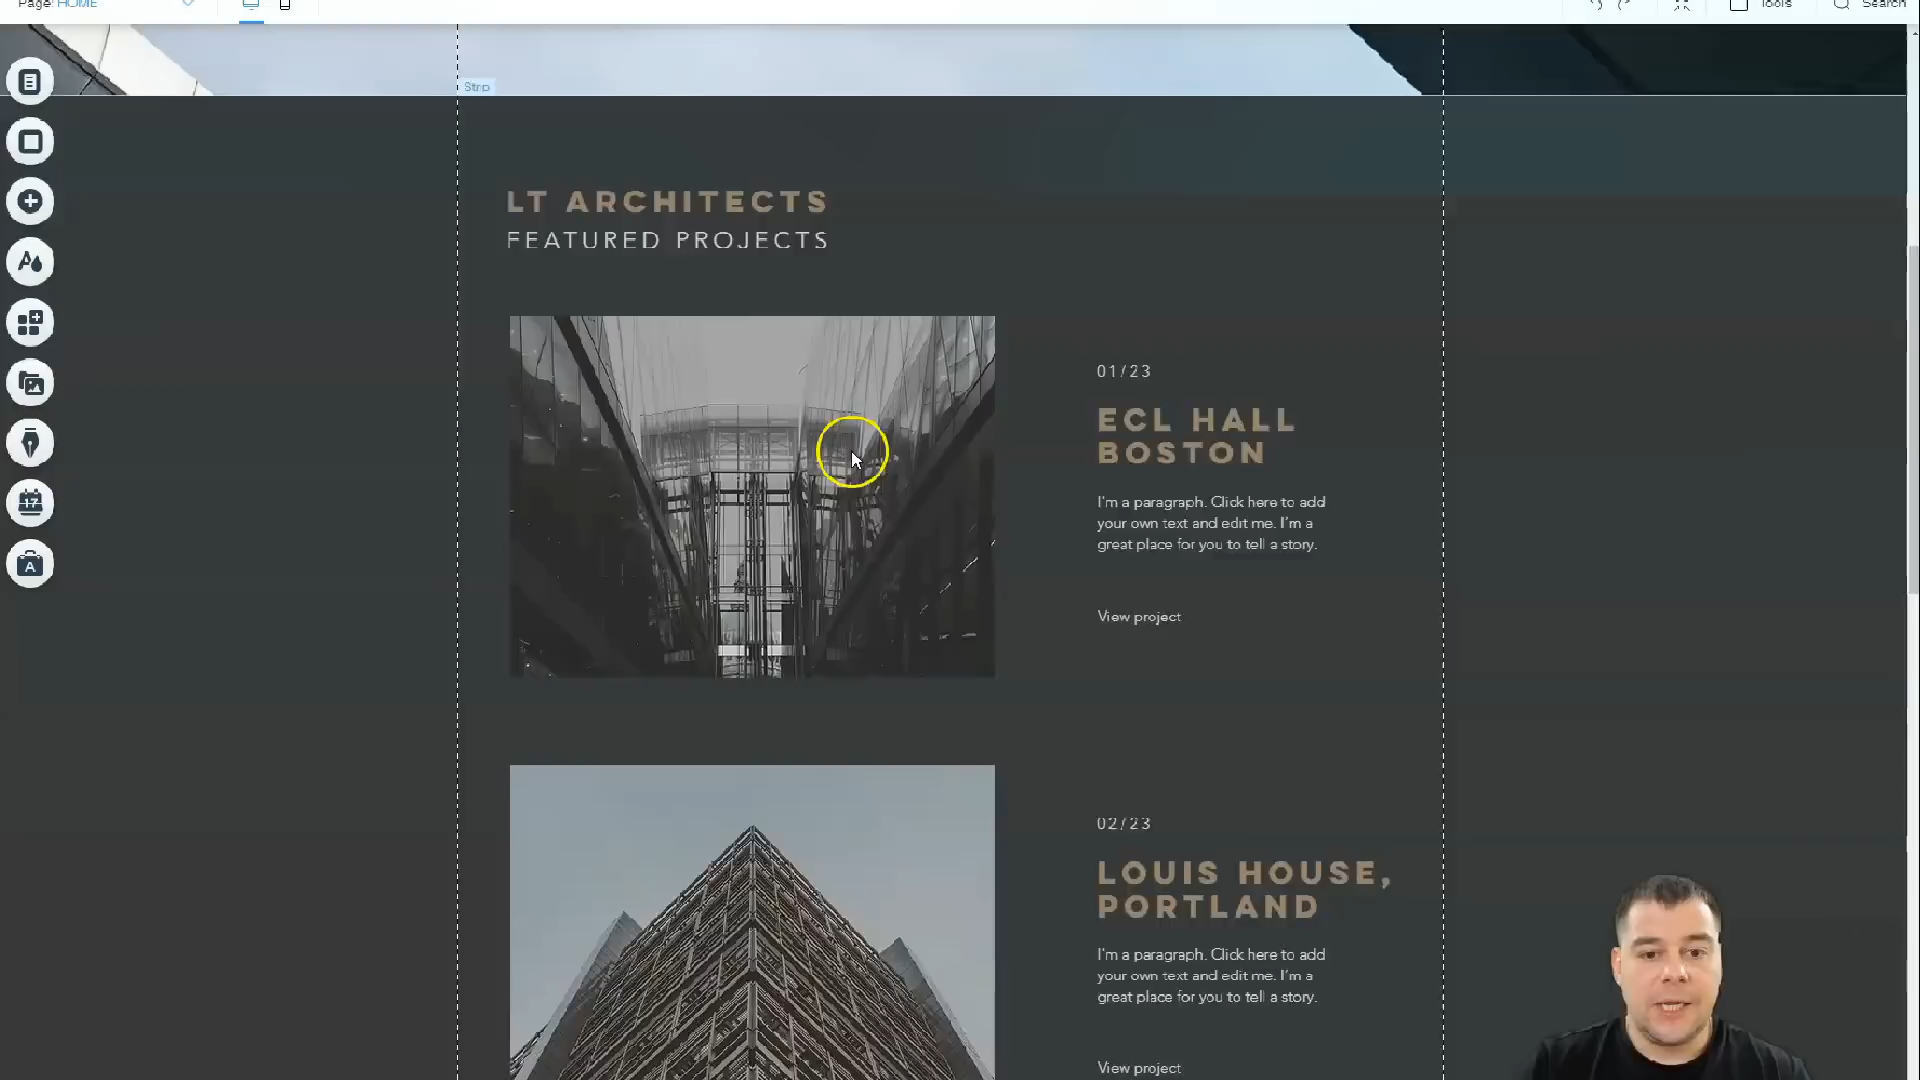 Page: HOME
Tools
Search
Strip
LT ARCHITECTS
FEATURED PROJECTS
01/23
ECL HALL
BOSTON
I'm a paragraph. Click here to add
your own text and edit me. I'm a
great place for you to tell a story.
View project
02/23
LOUIS HOUSE,
PORTLAND
I'm a paragraph. Click here to add
your own text and edit me. I'm a
great place for you to tell a story.
View project
17
A